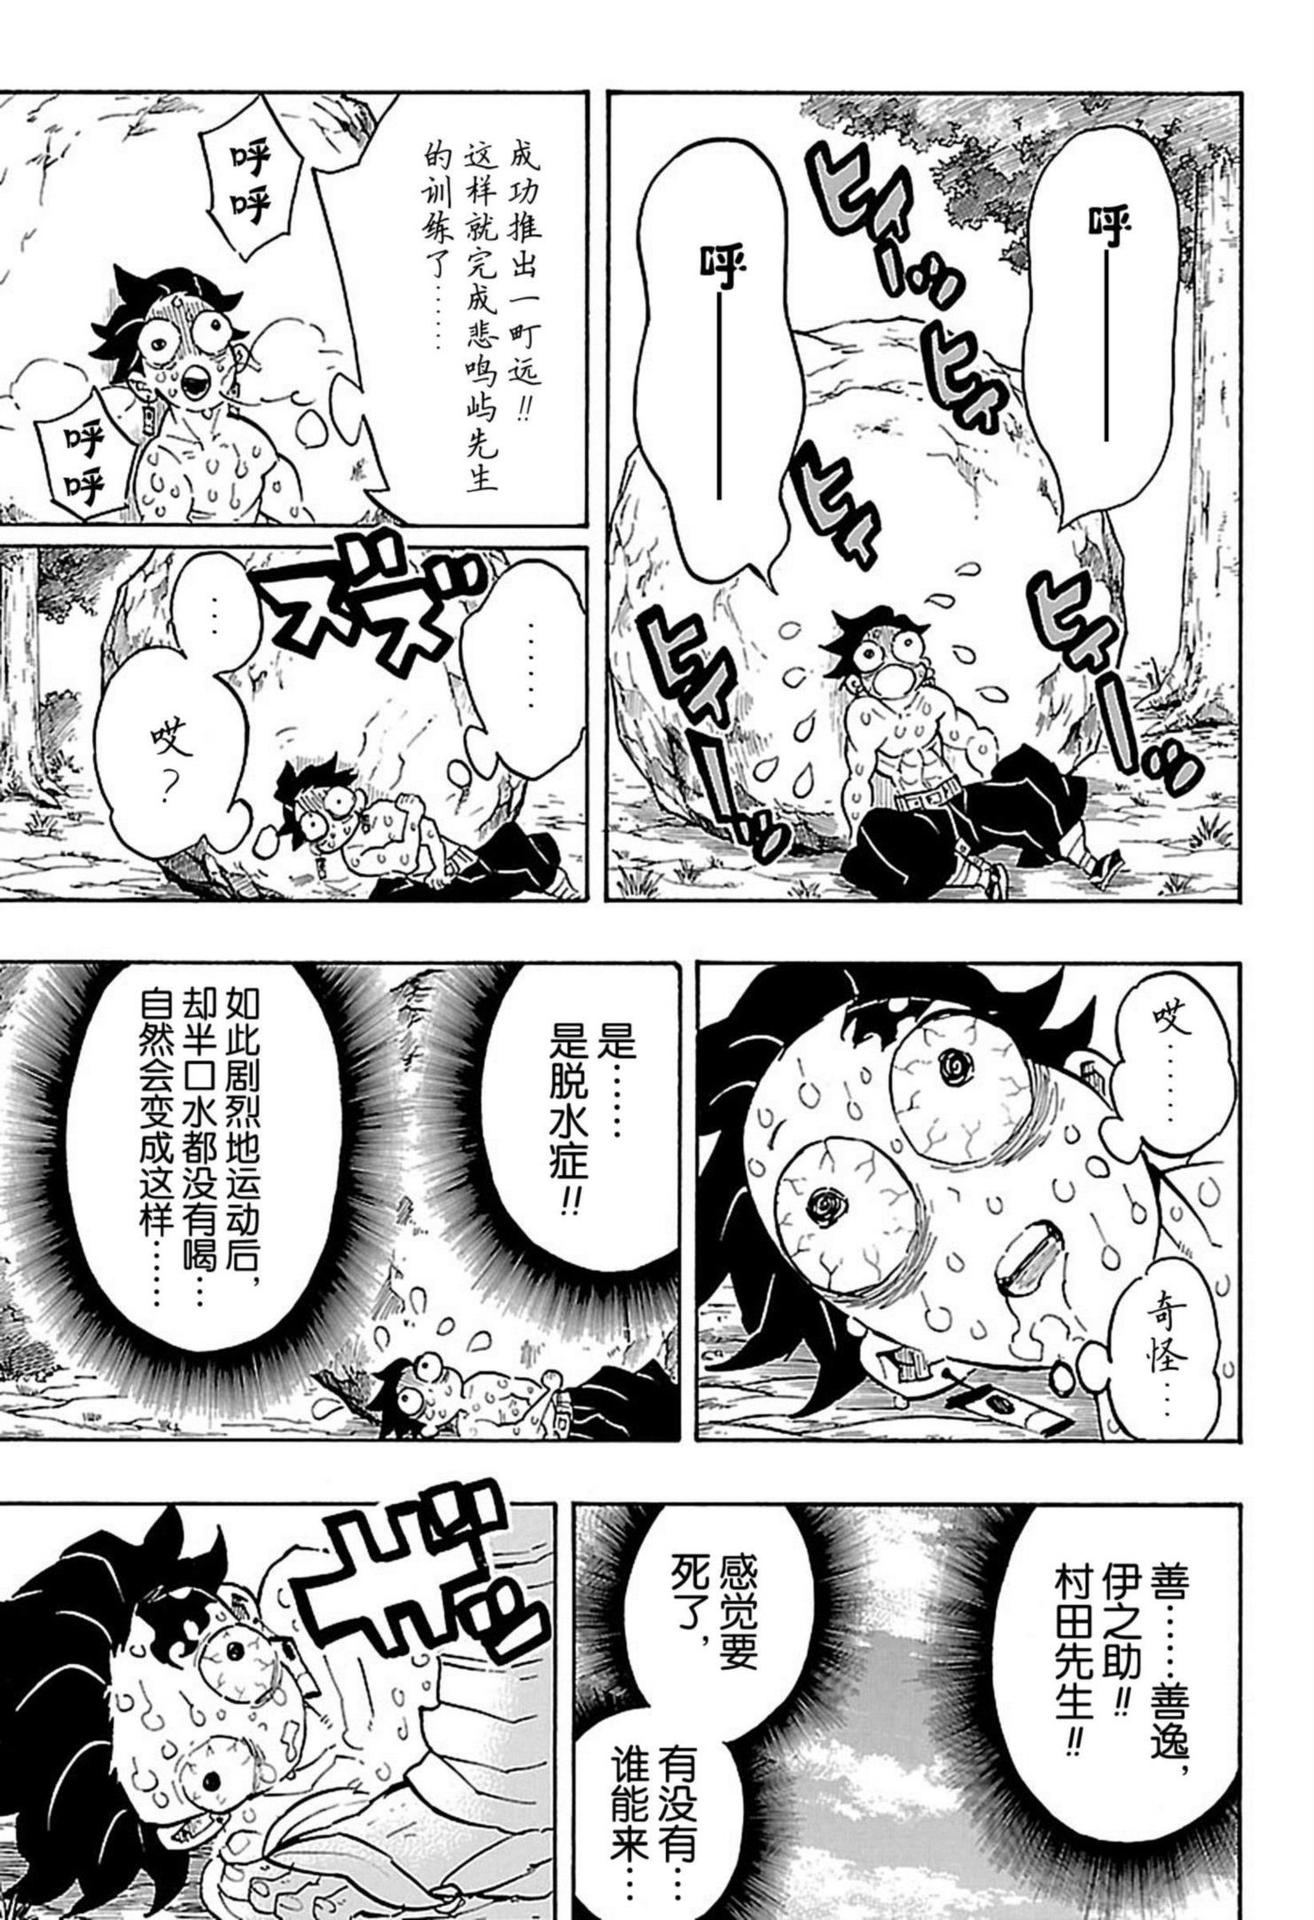 呼——
呼——
ヒィーッ
ヒィ
ヒィ
ヒィ
ヒィーッ
成功推出一町远!!
这样就完成悲鸣屿先生
的训练了……
呼
呼
呼
呼
……
ズズズ
…
哎?
哎……
奇怪…
是……
是脱水症!!
如此剧烈地运动后，
却半口水都没有喝…
自然会变成这样……
善……善逸，
伊之助!!
村田先生!!
感觉要
死了，
有没有…
谁能来…